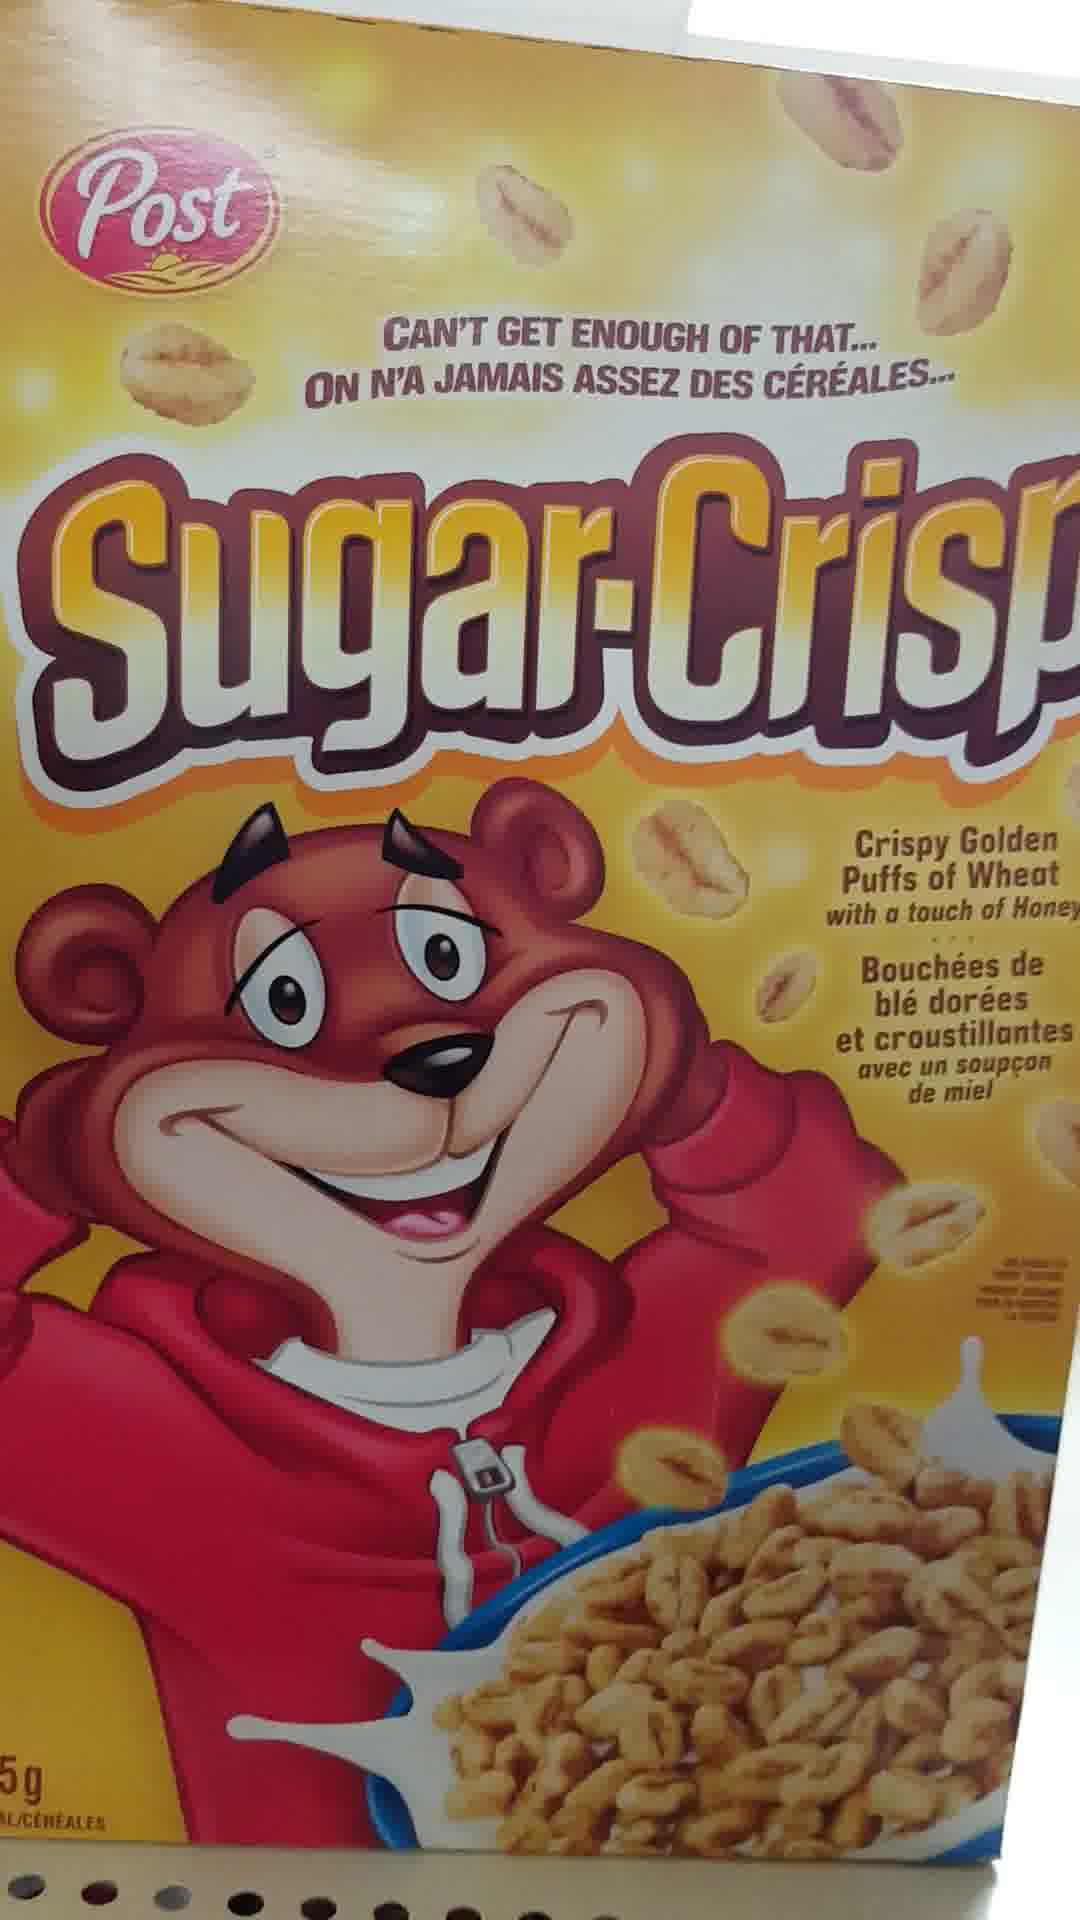 Post
CAN'T GET ENOUGH OF THAT...
ON N'A JAMAIS ASSEZ DES CÉRÉALES...
Sugar-Crisp
Crispy Golden
Puffs of Wheat
with a touch of Honey
Bouchées de
blé dorées
et croustillantes
avec un soupçon
de miel
5g
AL/CÉRÉALES